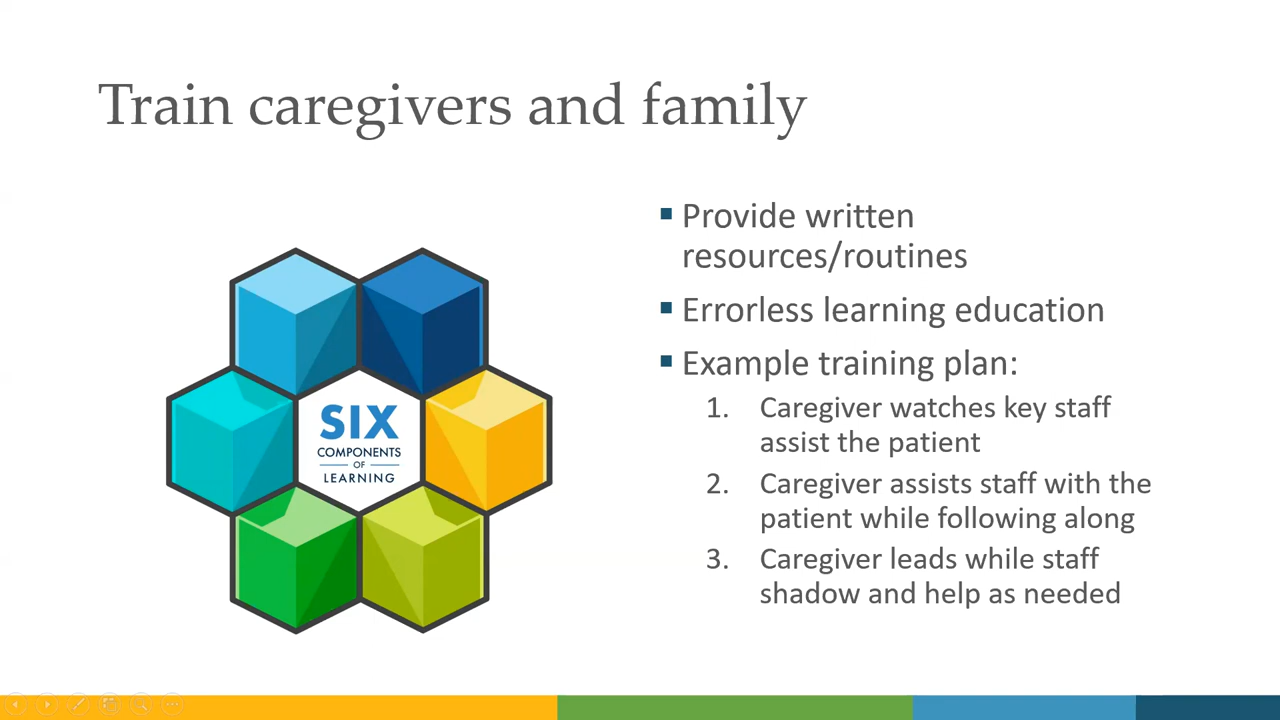 Train caregivers and family
SIX
COMPONENTS
OF
LEARNING
▪ Provide written
resources/routines
▪ Errorless learning education
▪ Example training plan:
1. Caregiver watches key staff
assist the patient
2. Caregiver assists staff with the
patient while following along
3. Caregiver leads while staff
shadow and help as needed